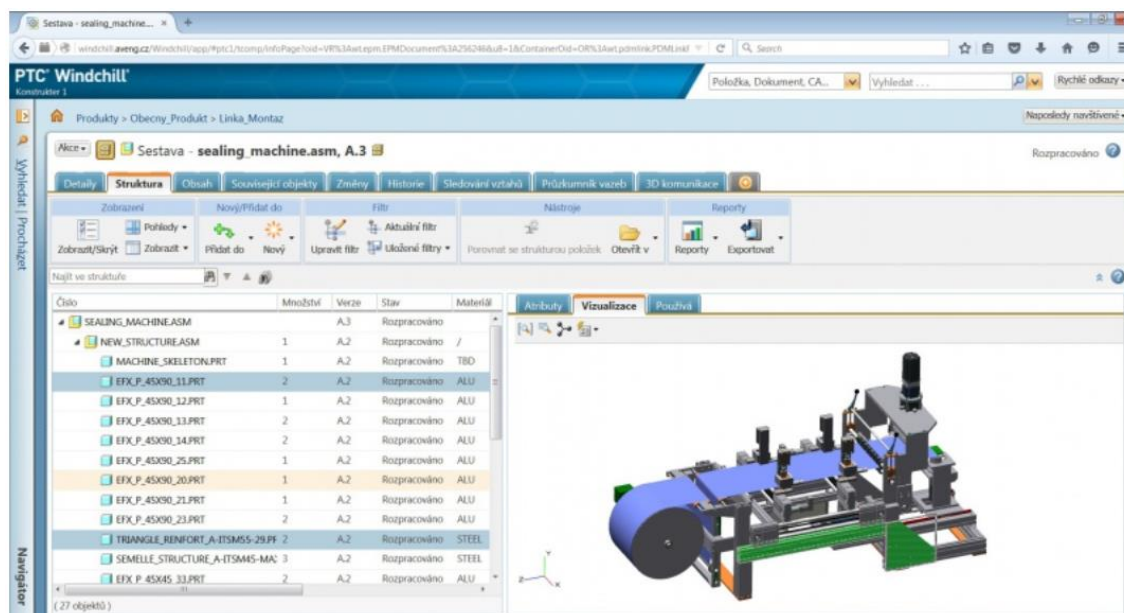 Sestava - sealing_machine....
windchill.aveng.cz/Windchill/app/#ptc1/tcomp/infoPage?oid=VR%3Awt.epm.EPMDocument%3A256246&u8=1&ContainerOid=OR%3Awt.pdmlink.PDMLink
Search
PTC Windchill
Konstrukter 1
Položka, Dokument, CA...
Vyhledat . . .
Rychlé odkazy
Produkty > Obecny_Produkt > Linka_Montaz
Naposledy navštívené
Akce
Sestava - sealing_machine.asm, A.3
Rozpracováno
Vyhledat | Procházet
Detaily Struktura Obsah Související objekty Změny Historie Sledování vztahů Průzkumník vazeb 3D komunikace
Zobrazení Nový/Přidat do Filtr Nástroje Reporty
Pohledy Aktuální filtr
Zobrazit/Skrýt Zobrazit Přidat do Nový Upravit filtr Uložené filtry Porovnat se strukturou položek Otevřít v Reporty Exportovat
Najít ve struktuře
Číslo Množství Verze Stav Materiál
Atributy Vizualizace Používá
SEALING_MACHINE.ASM A.3 Rozpracováno
NEW_STRUCTURE.ASM 1 A.2 Rozpracováno /
MACHINE_SKELETON.PRT 1 A.2 Rozpracováno TBD
EFX_P_45X90_11.PRT 2 A.2 Rozpracováno ALU
EFX_P_45X90_12.PRT 1 A.2 Rozpracováno ALU
EFX_P_45X90_13.PRT 2 A.2 Rozpracováno ALU
EFX_P_45X90_14.PRT 2 A.2 Rozpracováno ALU
EFX_P_45X90_25.PRT 1 A.2 Rozpracováno ALU
EFX_P_45X90_20.PRT 1 A.2 Rozpracováno ALU
EFX_P_45X90_21.PRT 1 A.2 Rozpracováno ALU
EFX_P_45X90_23.PRT 2 A.2 Rozpracováno ALU
TRIANGLE_RENFORT_A-ITSM55-29.PF 2 A.2 Rozpracováno STEEL
SEMELLE_STRUCTURE_A-ITSM45-MA: 3 A.2 Rozpracováno STEEL
EFX_P_45X45_33.PRT 2 A.2 Rozpracováno ALU
(27 objektů)
Navigátor
Y
Z
X